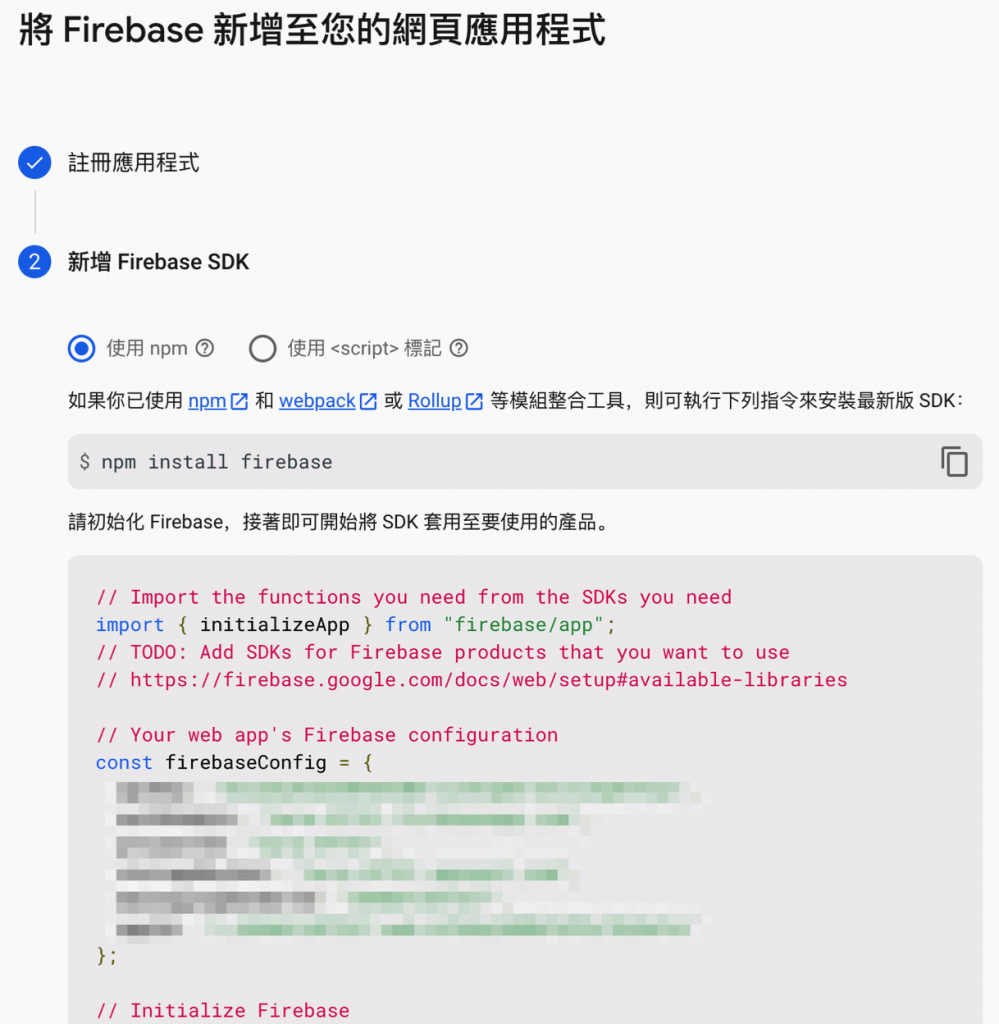 將 Firebase 新增至您的網頁應用程式
註冊應用程式
2 新增 Firebase SDK
使用 npm 使用 <script> 標記
如果你已使用 npm 和 webpack 或 Rollup 等模組整合工具，則可執行下列指令來安裝最新版 SDK：
$ npm install firebase
請初始化 Firebase，接著即可開始將 SDK 套用至要使用的產品。
// Import the functions you need from the SDKs you need
import { initializeApp } from "firebase/app";
// TODO: Add SDKs for Firebase products that you want to use
// https://firebase.google.com/docs/web/setup#available-libraries
// Your web app's Firebase configuration
const firebaseConfig = {
};
// Initialize Firebase